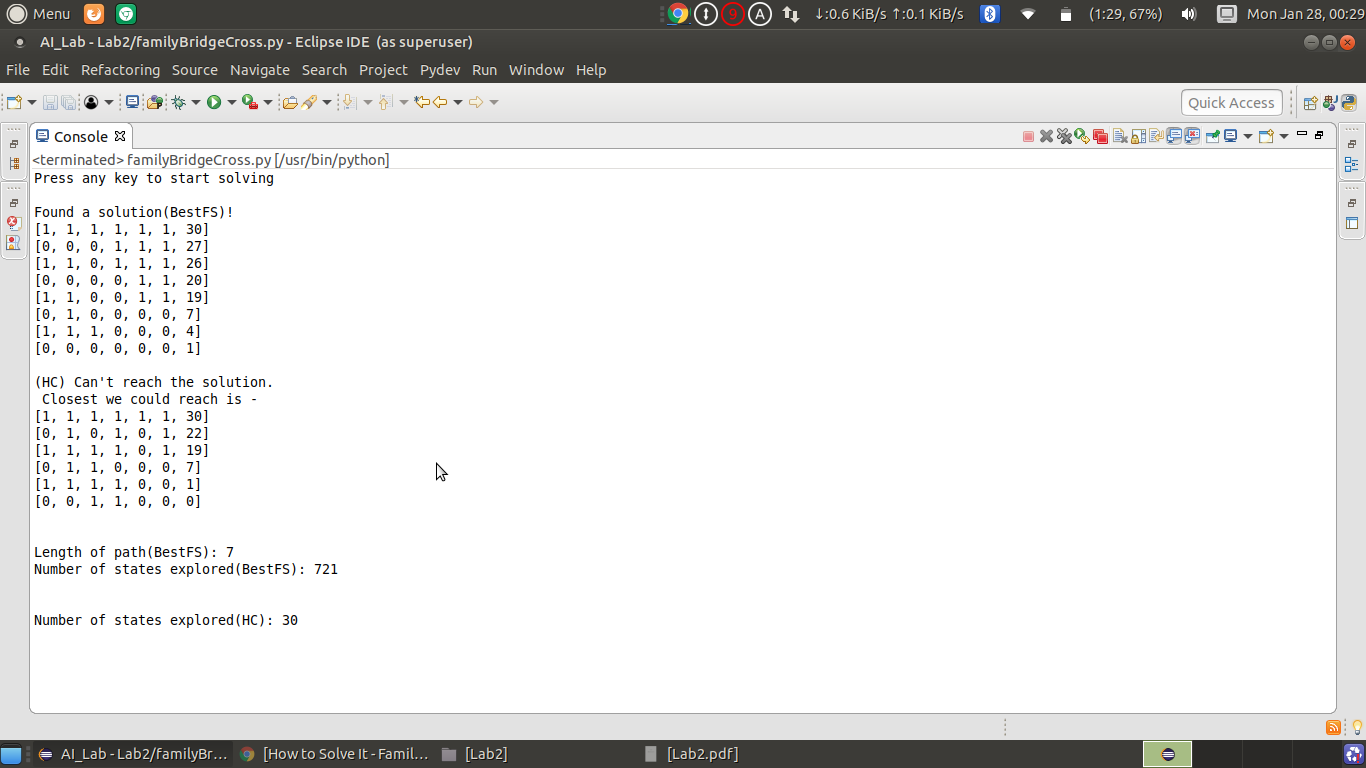 Menu
9
A
↓:0.6 KiB/s ↑:0.1 KiB/s
(1:29, 67%)
Mon Jan 28, 00:29
AI_Lab - Lab2/familyBridgeCross.py - Eclipse IDE (as superuser)
File Edit Refactoring Source Navigate Search Project Pydev Run Window Help
Quick Access
Console
<terminated> familyBridgeCross.py [/usr/bin/python]
Press any key to start solving
Found a solution(BestFS)!
[1, 1, 1, 1, 1, 1, 30]
[0, 0, 0, 1, 1, 1, 27]
[1, 1, 0, 1, 1, 1, 26]
[0, 0, 0, 0, 1, 1, 20]
[1, 1, 0, 0, 1, 1, 19]
[0, 1, 0, 0, 0, 0, 7]
[1, 1, 1, 0, 0, 0, 4]
[0, 0, 0, 0, 0, 0, 1]
(HC) Can't reach the solution.
Closest we could reach is -
[1, 1, 1, 1, 1, 1, 30]
[0, 1, 0, 1, 0, 1, 22]
[1, 1, 1, 1, 0, 1, 19]
[0, 1, 1, 0, 0, 0, 7]
[1, 1, 1, 1, 0, 0, 1]
[0, 0, 1, 1, 0, 0, 0]
Length of path(BestFS): 7
Number of states explored(BestFS): 721
Number of states explored(HC): 30
AI_Lab - Lab2/familyBr...
[How to Solve It - Famil...
[Lab2]
[Lab2.pdf]